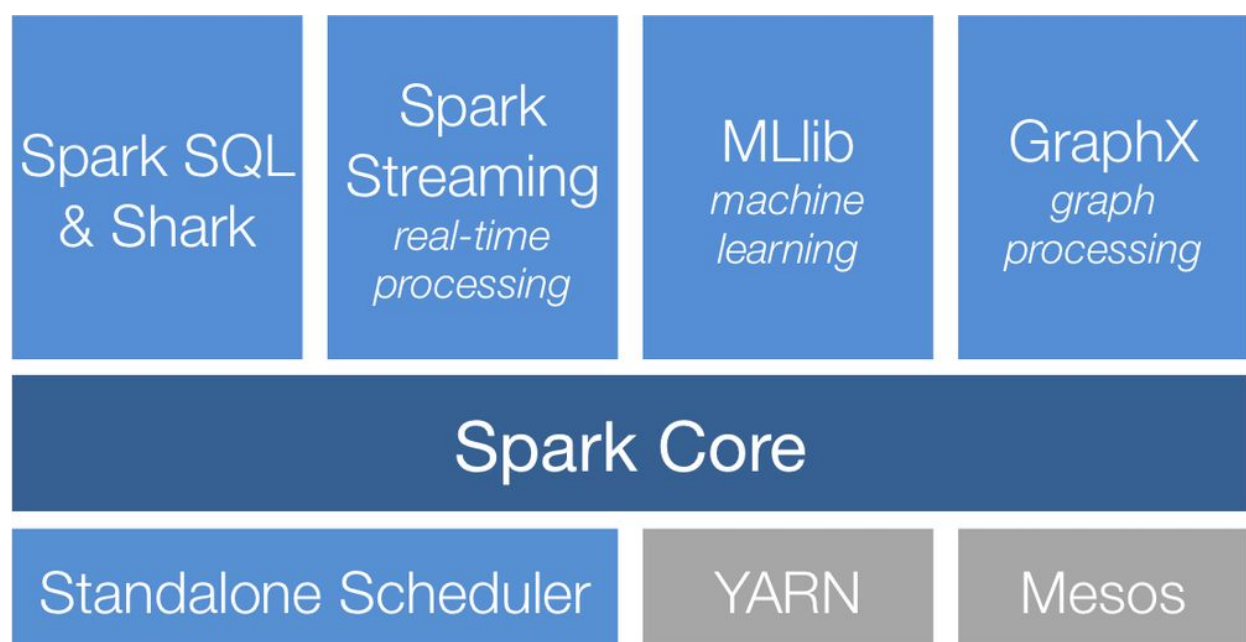 Spark SQL
& Shark
Spark
Streaming
real-time
processing
MLlib
machine
learning
GraphX
graph
processing
Spark Core
Standalone Scheduler
YARN
Mesos